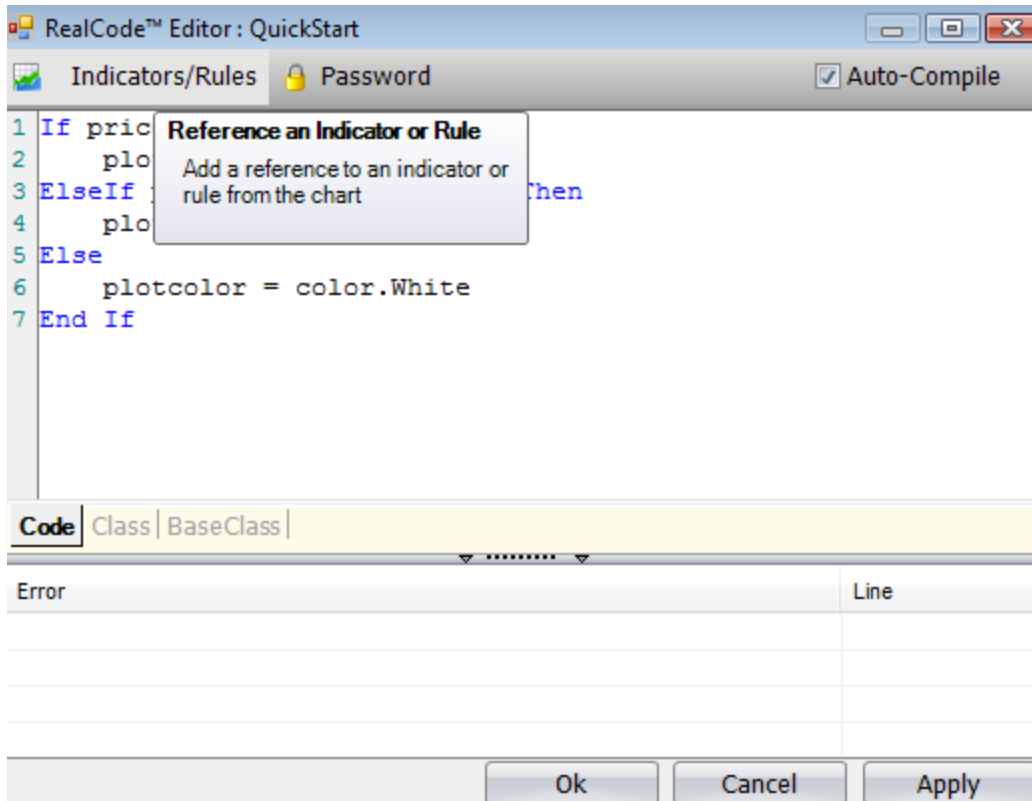 RealCode™ Editor : QuickStart
Indicators/Rules Password Auto-Compile
1 If pric
Reference an Indicator or Rule
Add a reference to an indicator or
rule from the chart
2 plo
3 ElseIf Then
4 plo
5 Else
6 plotcolor = color.White
7 End If
Code Class BaseClass
Error Line
Ok Cancel Apply